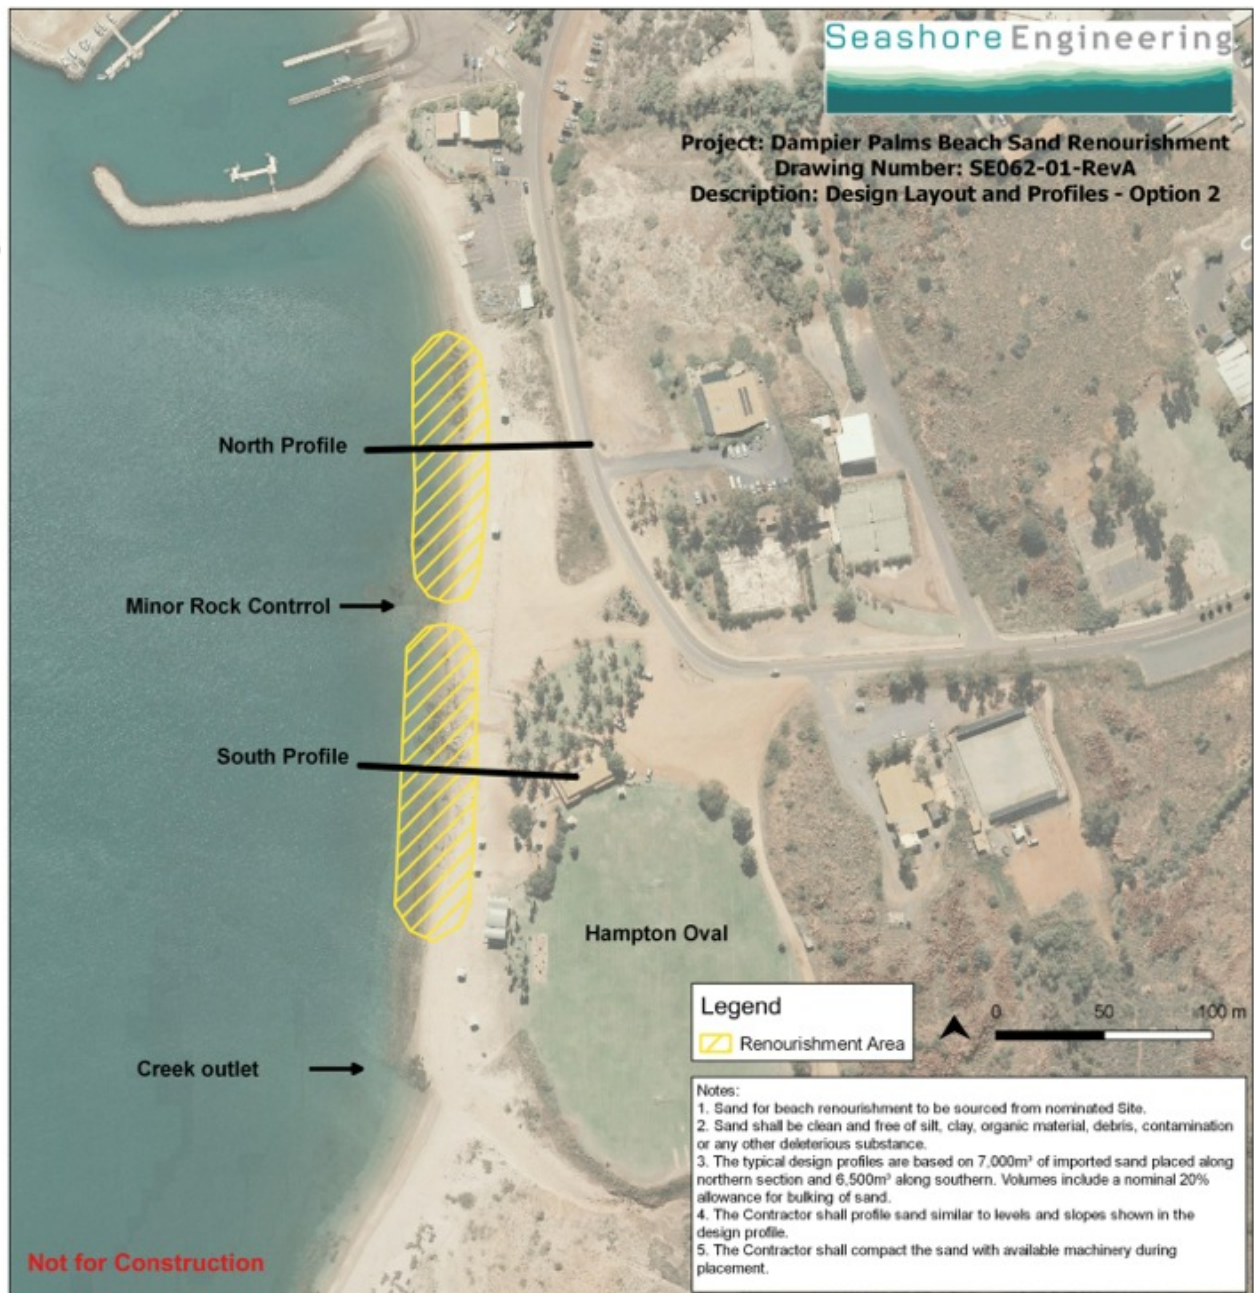 Seashore Engineering
Project: Dampier Palms Beach Sand Renourishment
Drawing Number: SE062-01-RevA
Description: Design Layout and Profiles - Option 2
North Profile
Minor Rock Contrrol
South Profile
Hampton Oval
Creek outlet
Legend
Renourishment Area
0 50 100 m
Notes:
1. Sand for beach renourishment to be sourced from nominated Site.
2. Sand shall be clean and free of silt, clay, organic material, debris, contamination
or any other deleterious substance.
3. The typical design profiles are based on 7,000m³ of imported sand placed along
northern section and 6,500m³ along southern. Volumes include a nominal 20%
allowance for bulking of sand.
4. The Contractor shall profile sand similar to levels and slopes shown in the
design profile.
5. The Contractor shall compact the sand with available machinery during
placement.
Not for Construction